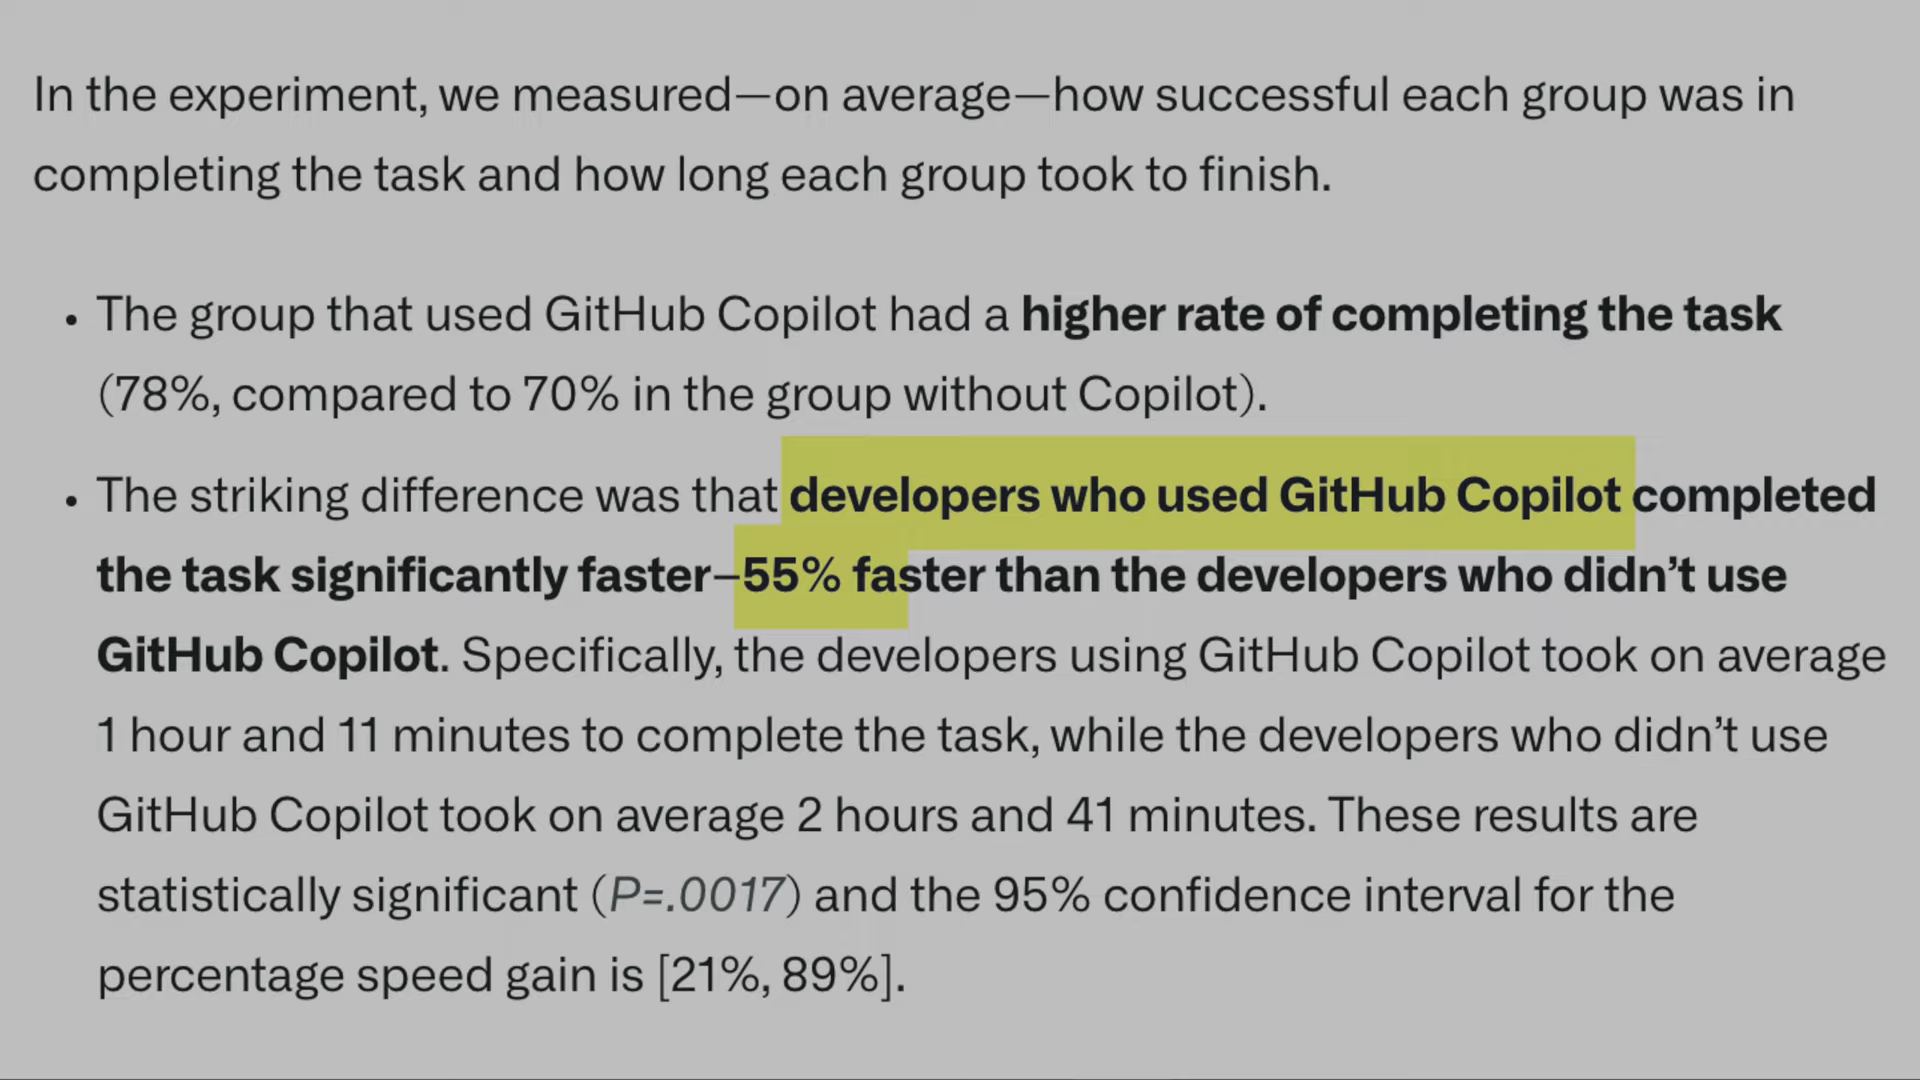 In the experiment, we measured—on average—how successful each group was in
completing the task and how long each group took to finish.
• The group that used GitHub Copilot had a higher rate of completing the task
(78%, compared to 70% in the group without Copilot).
• The striking difference was that developers who used GitHub Copilot completed
the task significantly faster–55% faster than the developers who didn’t use
GitHub Copilot. Specifically, the developers using GitHub Copilot took on average
1 hour and 11 minutes to complete the task, while the developers who didn’t use
GitHub Copilot took on average 2 hours and 41 minutes. These results are
statistically significant (P=.0017) and the 95% confidence interval for the
percentage speed gain is [21%, 89%].